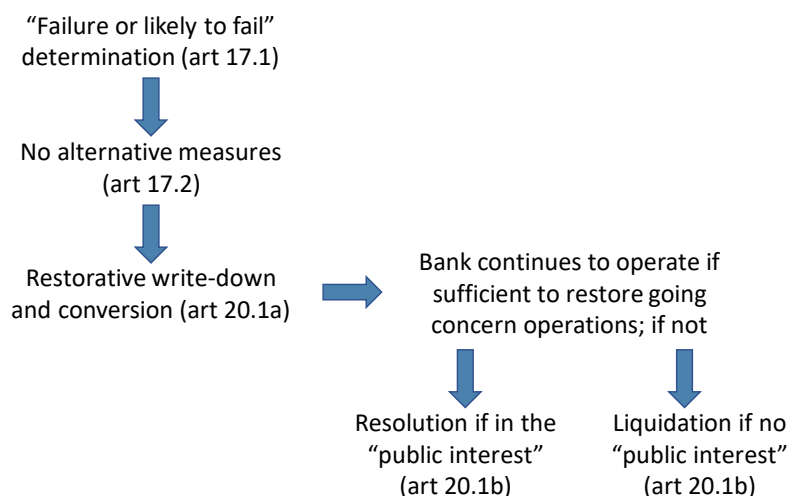 “Failure or likely to fail”
determination (art 17.1)
No alternative measures
(art 17.2)
Restorative write-down
and conversion (art 20.1a)
Bank continues to operate if
sufficient to restore going
concern operations; if not
Resolution if in the
“public interest”
(art 20.1b)
Liquidation if no
“public interest”
(art 20.1b)